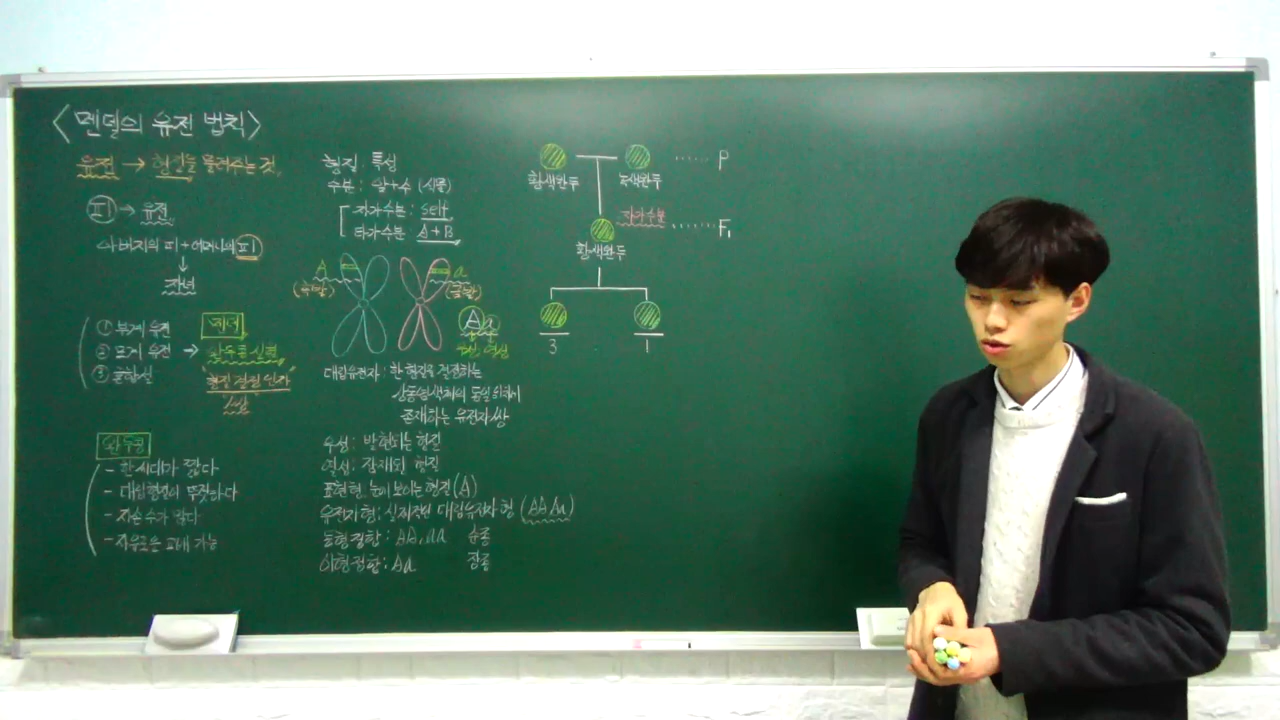 <멘델의 유전 법칙>
유전 → 형질을 물려주는 것.
피 → 유전
아버지의 피 + 어머니의 피
↓
자녀
① 부계 유전
② 모계 유전 →
③ 혼합설
멘델
완두콩 실험
"형질 결정 인자"
완두콩
- 한 세대가 짧다
- 대립형질이 뚜렷하다
- 자손 수가 많다
- 자유로운 교배 가능
형질: 특성
수분: 암+수 (식물)
자가수분: self
타가수분 A+B
A
a
A a
우성 열성
대립유전자: 한 형질을 결정하는
상동염색체의 동일 위치에
존재하는 유전자쌍
우성: 발현되는 형질
열성: 잠재된 형질
표현형: 눈에 보이는 형질(A)
유전자형: 실제적인 대립유전자 형 (AA Aa)
동형접합: AA, aa 순종
이형접합: Aa 잡종
황색완두 녹색완두 ····· P
자가수분 ······· F₁
황색완두
3 1